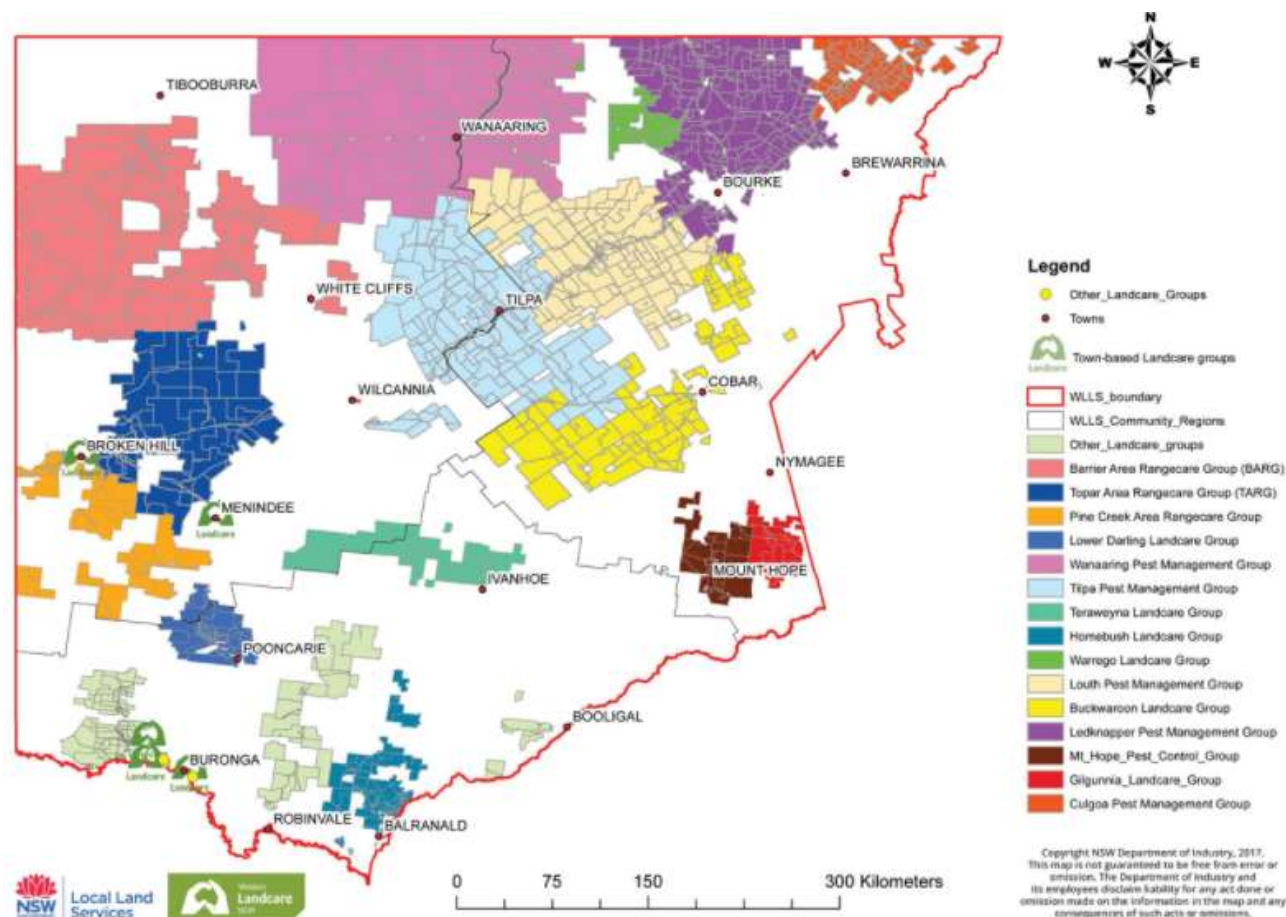 N
W E
S
TIBOOBURRA
WANAARING
BREWARRINA
BOURKE
WHITE CLIFFS
TILPA
WILCANNIA
COBAR
BROKEN HILL
NYMAGEE
MENINDEE
Landcare
MOUNT HOPE
IVANHOE
POONCARIE
BOOLIGAL
BURONGA
Landcare
ROBINVALE
BALRANALD
Legend
Other_Landcare_Groups
Towns
Town-based Landcare groups
Landcare
WLLS_boundary
WLLS_Community_Regions
Other_Landcare_groups
Barrier Area Rangecare Group (BARG)
Topar Area Rangecare Group (TARG)
Pine Creek Area Rangecare Group
Lower Darling Landcare Group
Wanaaring Pest Management Group
Tilpa Pest Management Group
Teraweyna Landcare Group
Homebush Landcare Group
Warrego Landcare Group
Louth Pest Management Group
Buckwaroon Landcare Group
Ledknapper Pest Management Group
Mt_Hope_Pest_Control_Group
Gilgunnia_Landcare_Group
Culgoa Pest Management Group
Copyright NSW Department of Industry, 2017.
This map is not guaranteed to be free from error or
omission. The Department of Industry and
its employees disclaim liability for any act done or
omission made on the information in the map and any
consequences of such acts or omissions.
NSW
Local Land
Services
Western
Landcare
NSW
0 75 150 300 Kilometers